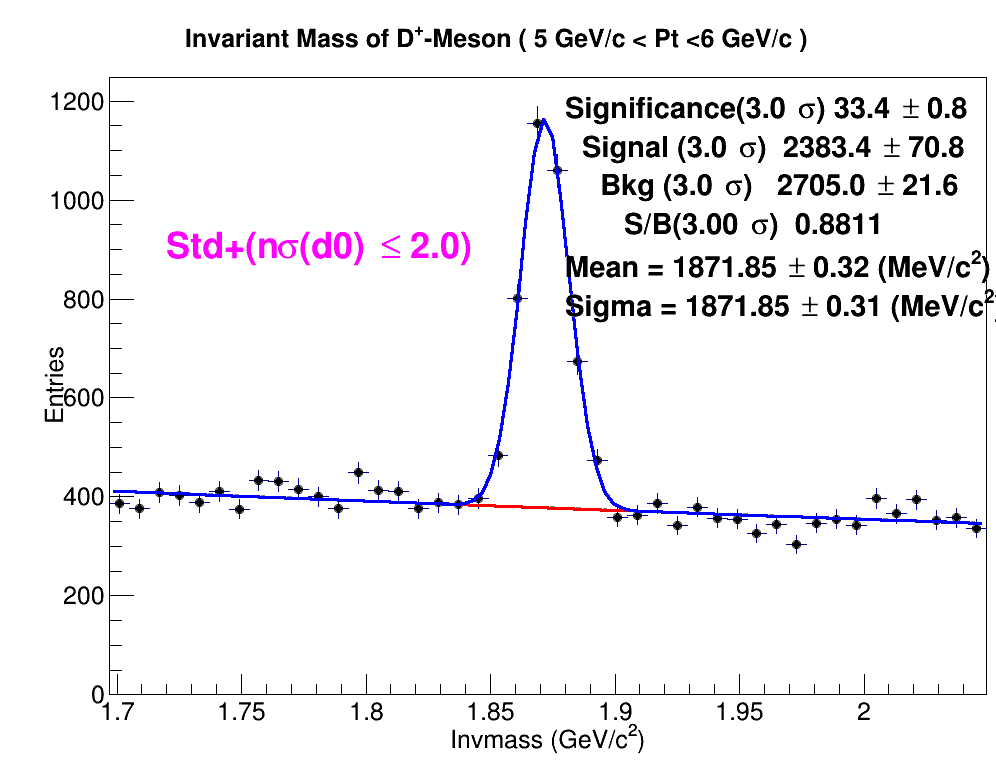 Invariant Mass of D⁺-Meson ( 5 GeV/c < Pt <6 GeV/c )
Significance(3.0 σ) 33.4 ± 0.8
Signal (3.0 σ) 2383.4 ± 70.8
Bkg (3.0 σ) 2705.0 ± 21.6
S/B(3.00 σ) 0.8811
Mean = 1871.85 ± 0.32 (MeV/c²)
Sigma = 1871.85 ± 0.31 (MeV/c²)
Std+(nσ(d0) ≤ 2.0)
Entries
1200
1000
800
600
400
200
0
1.7 1.75 1.8 1.85 1.9 1.95 2
Invmass (GeV/c²)